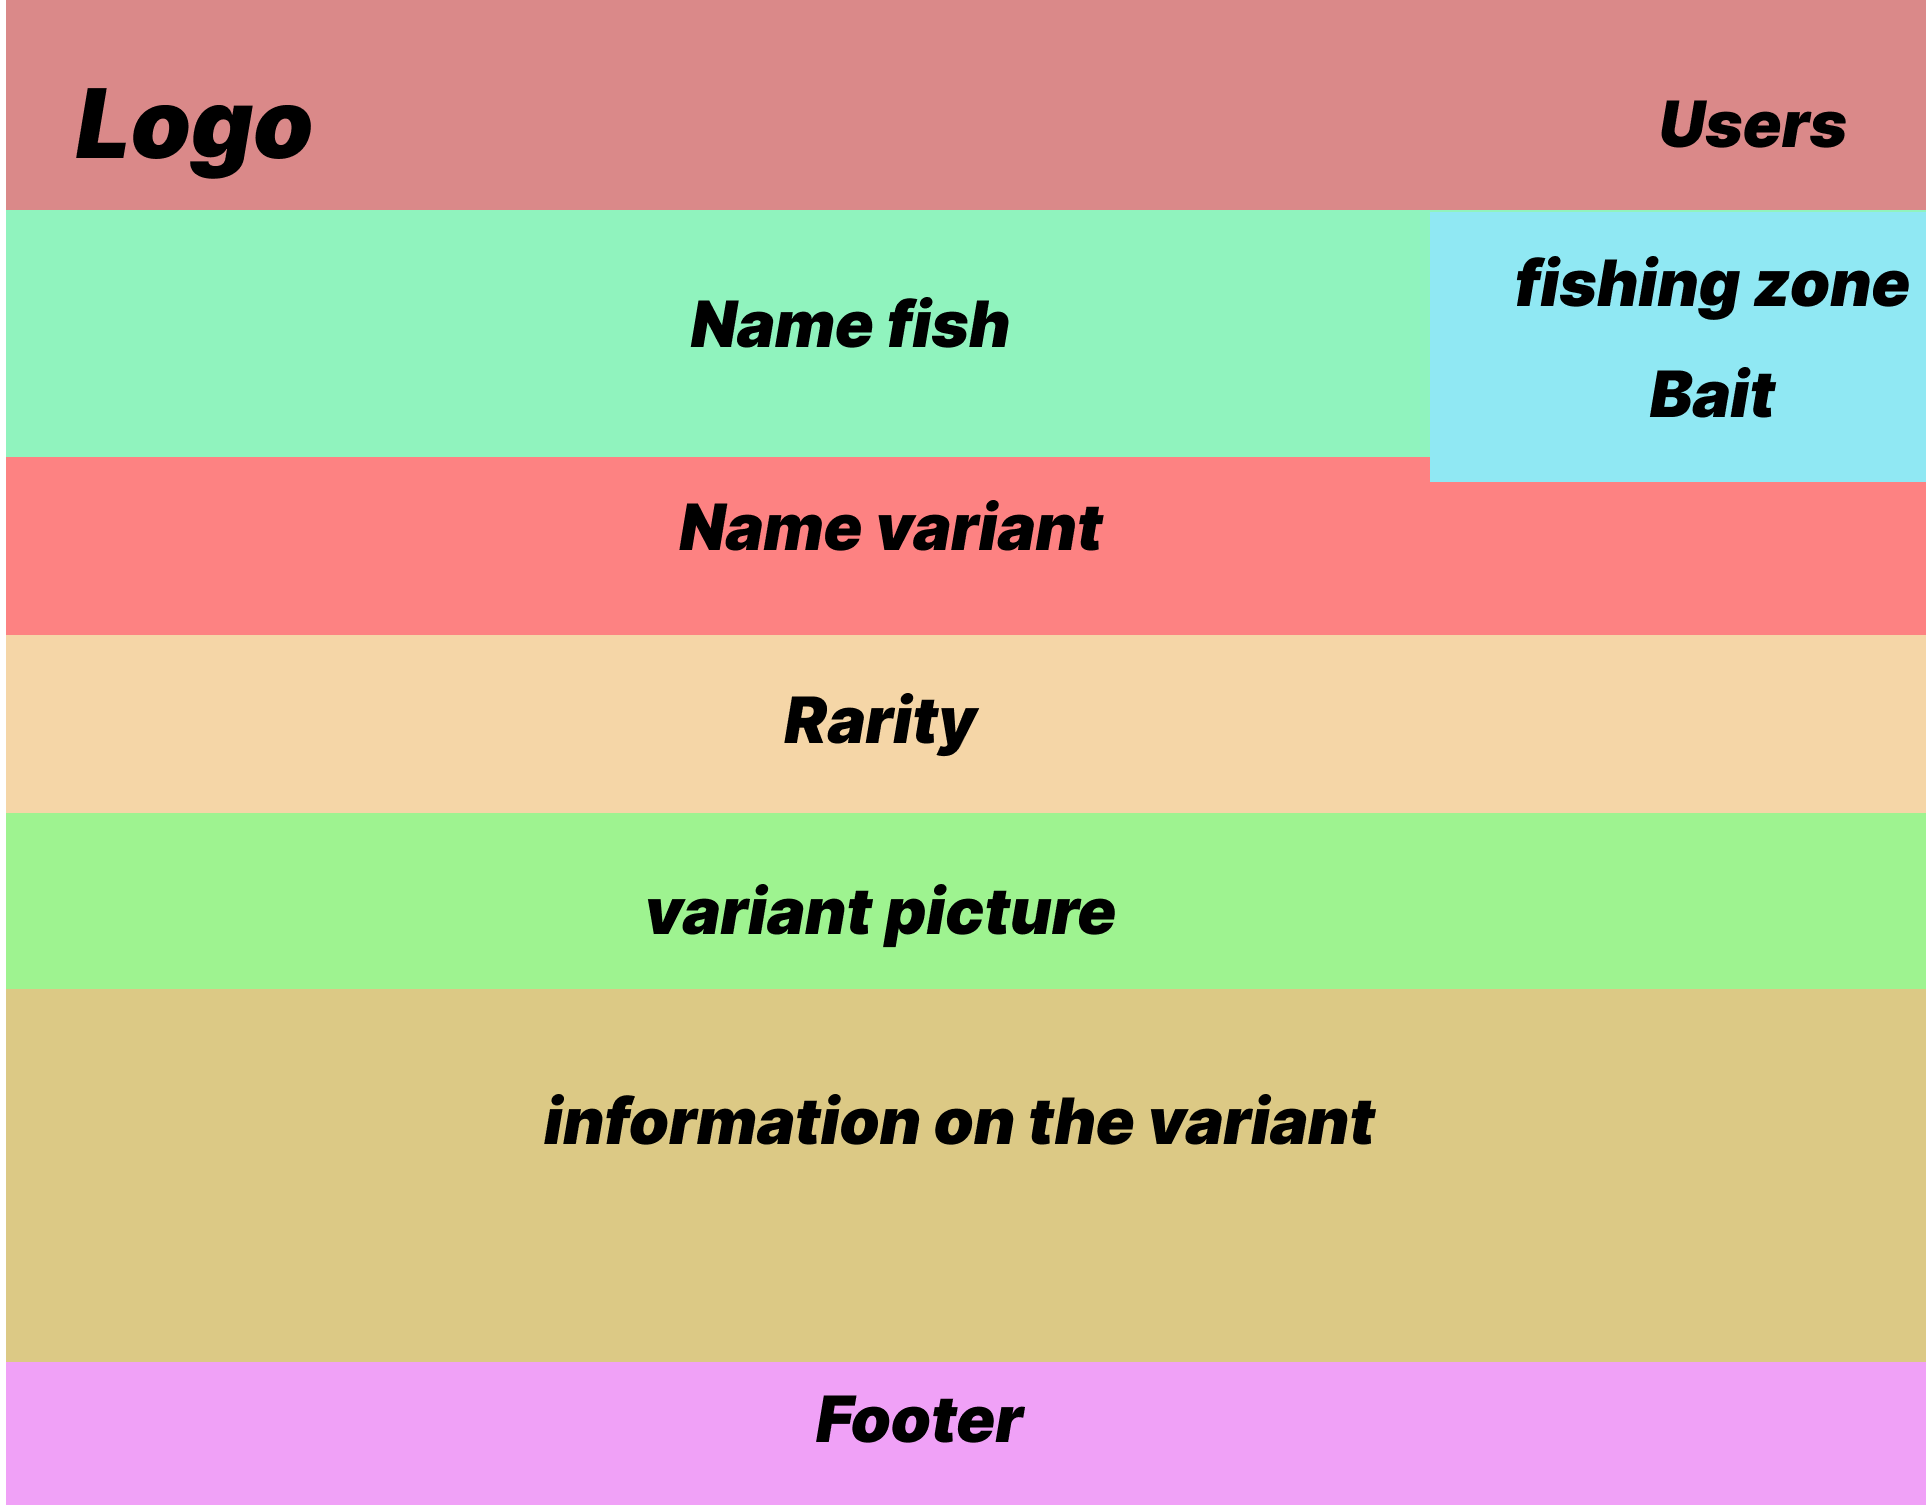 Logo
Users
Name fish
fishing zone
Bait
Name variant
Rarity
variant picture
information on the variant
Footer